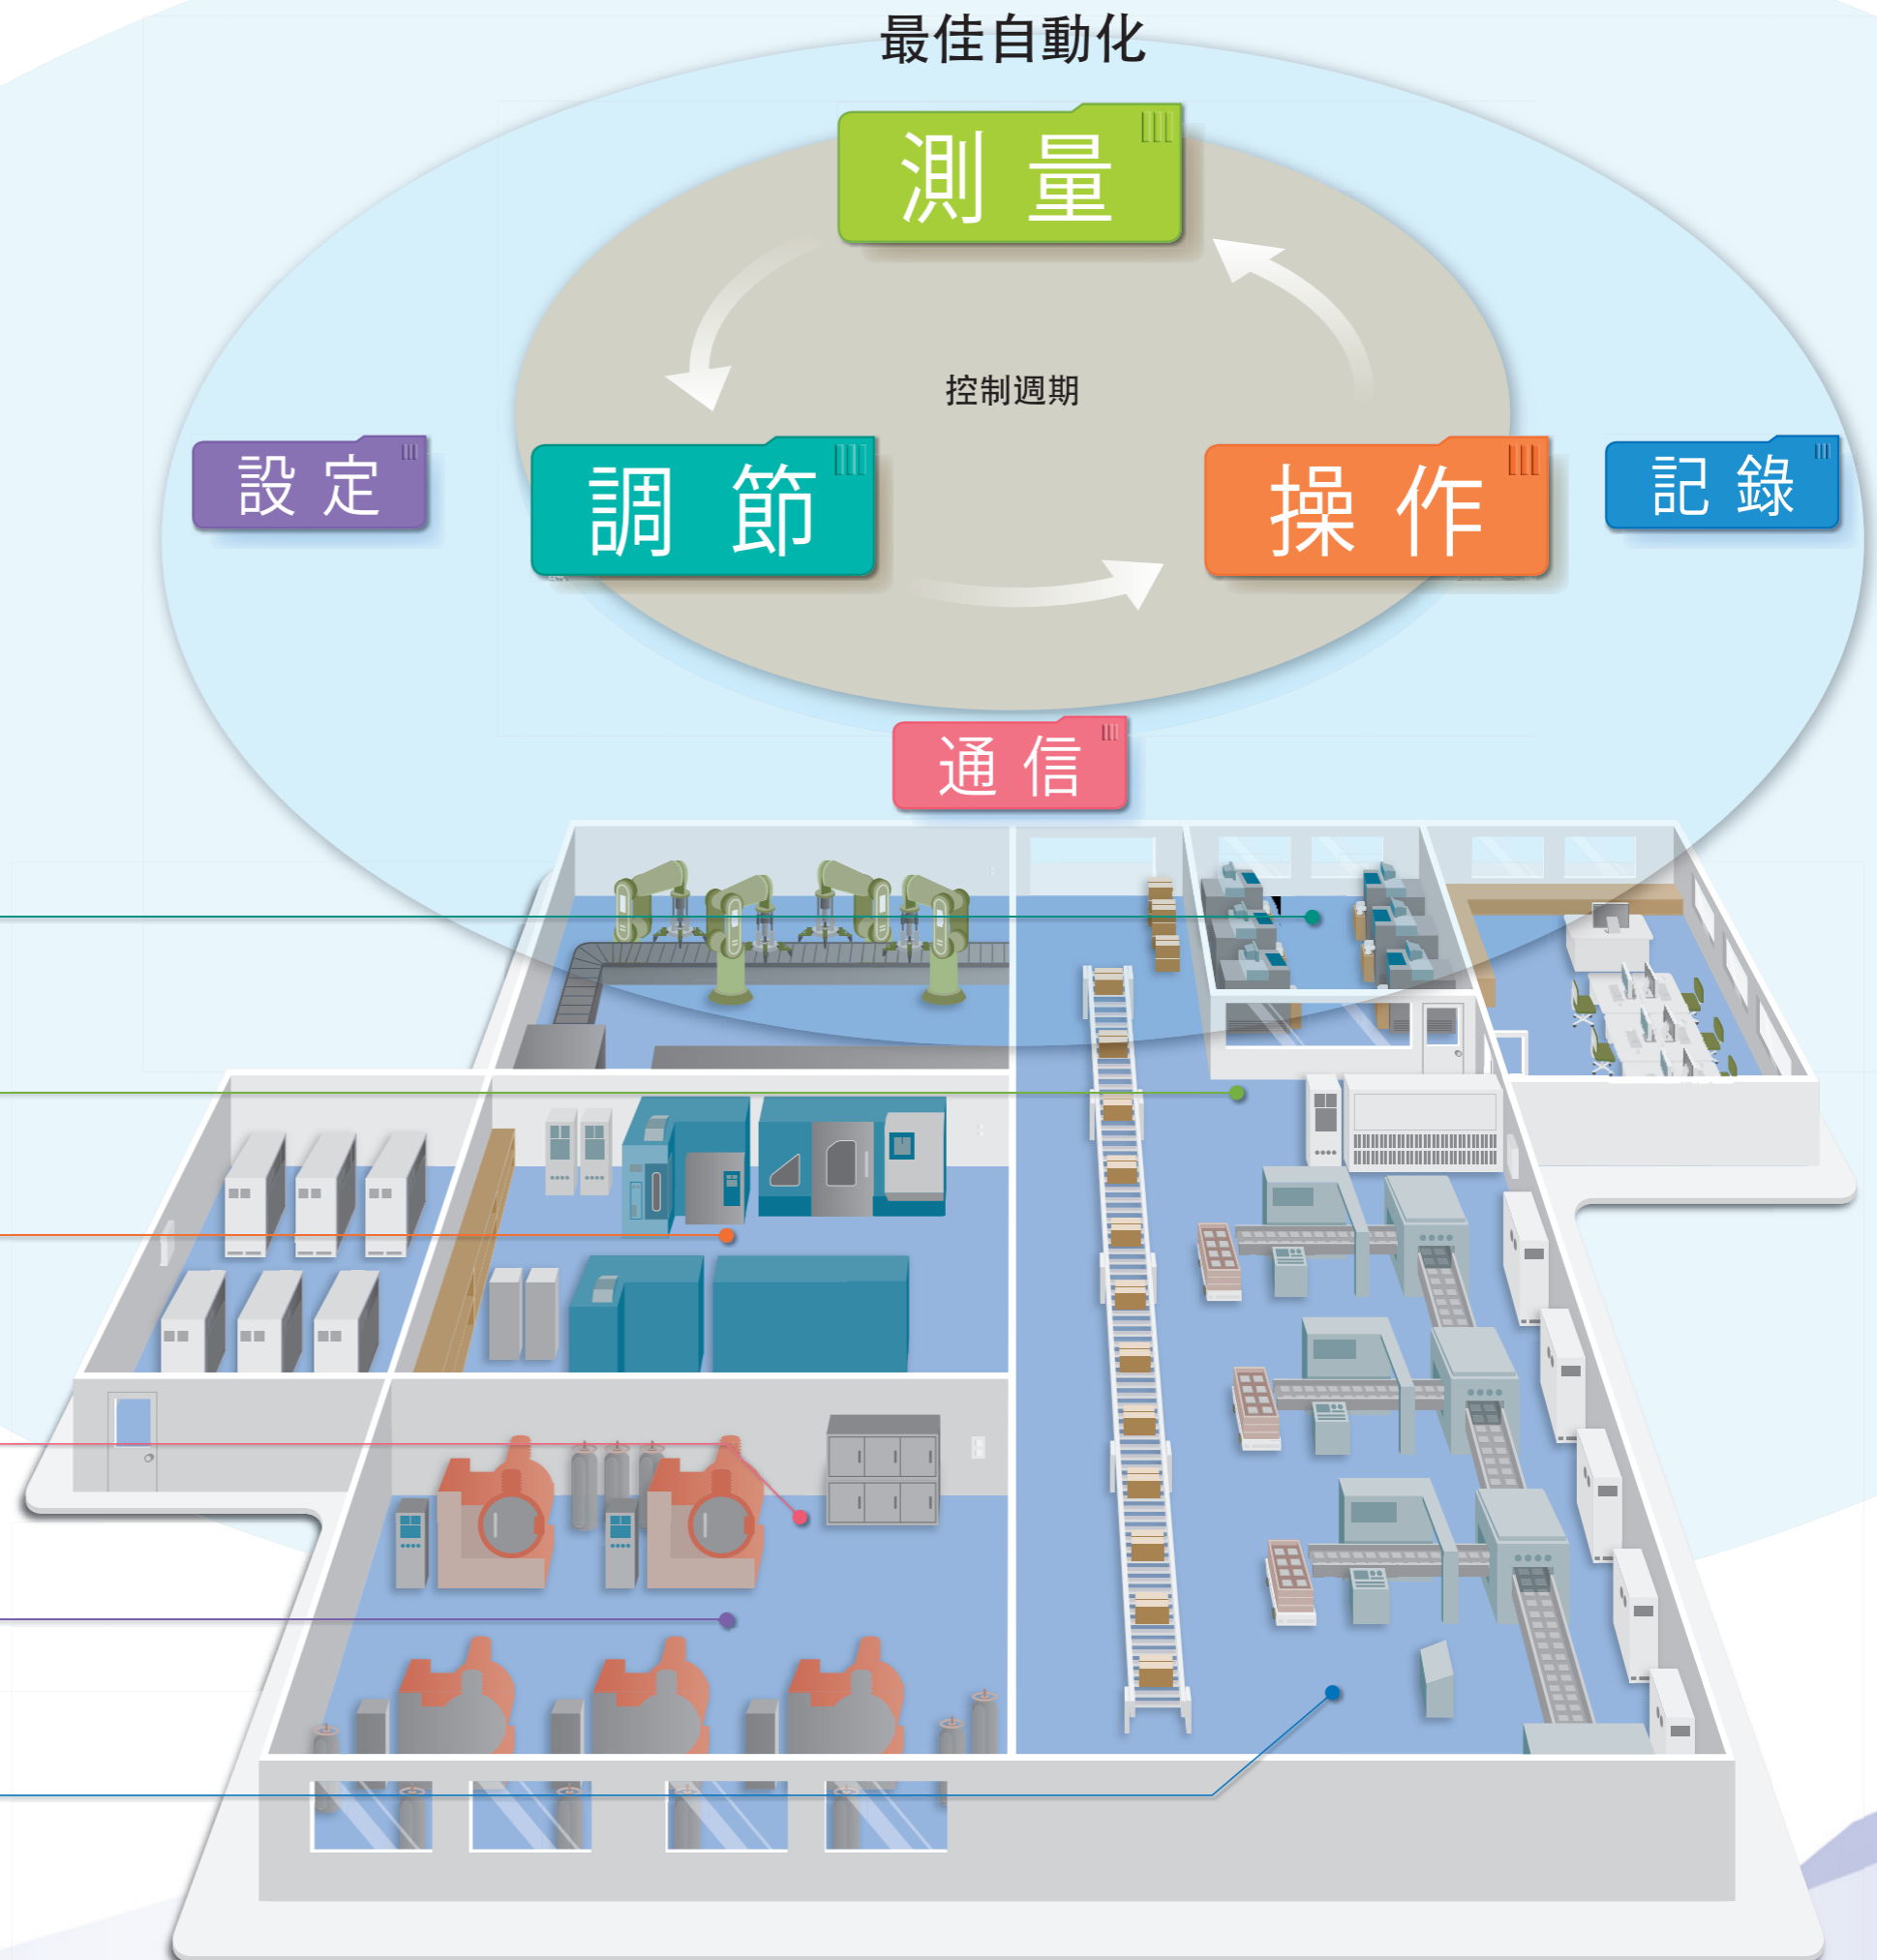 最佳自動化
測量
控制週期
設定
調節
操作
記錄
通信